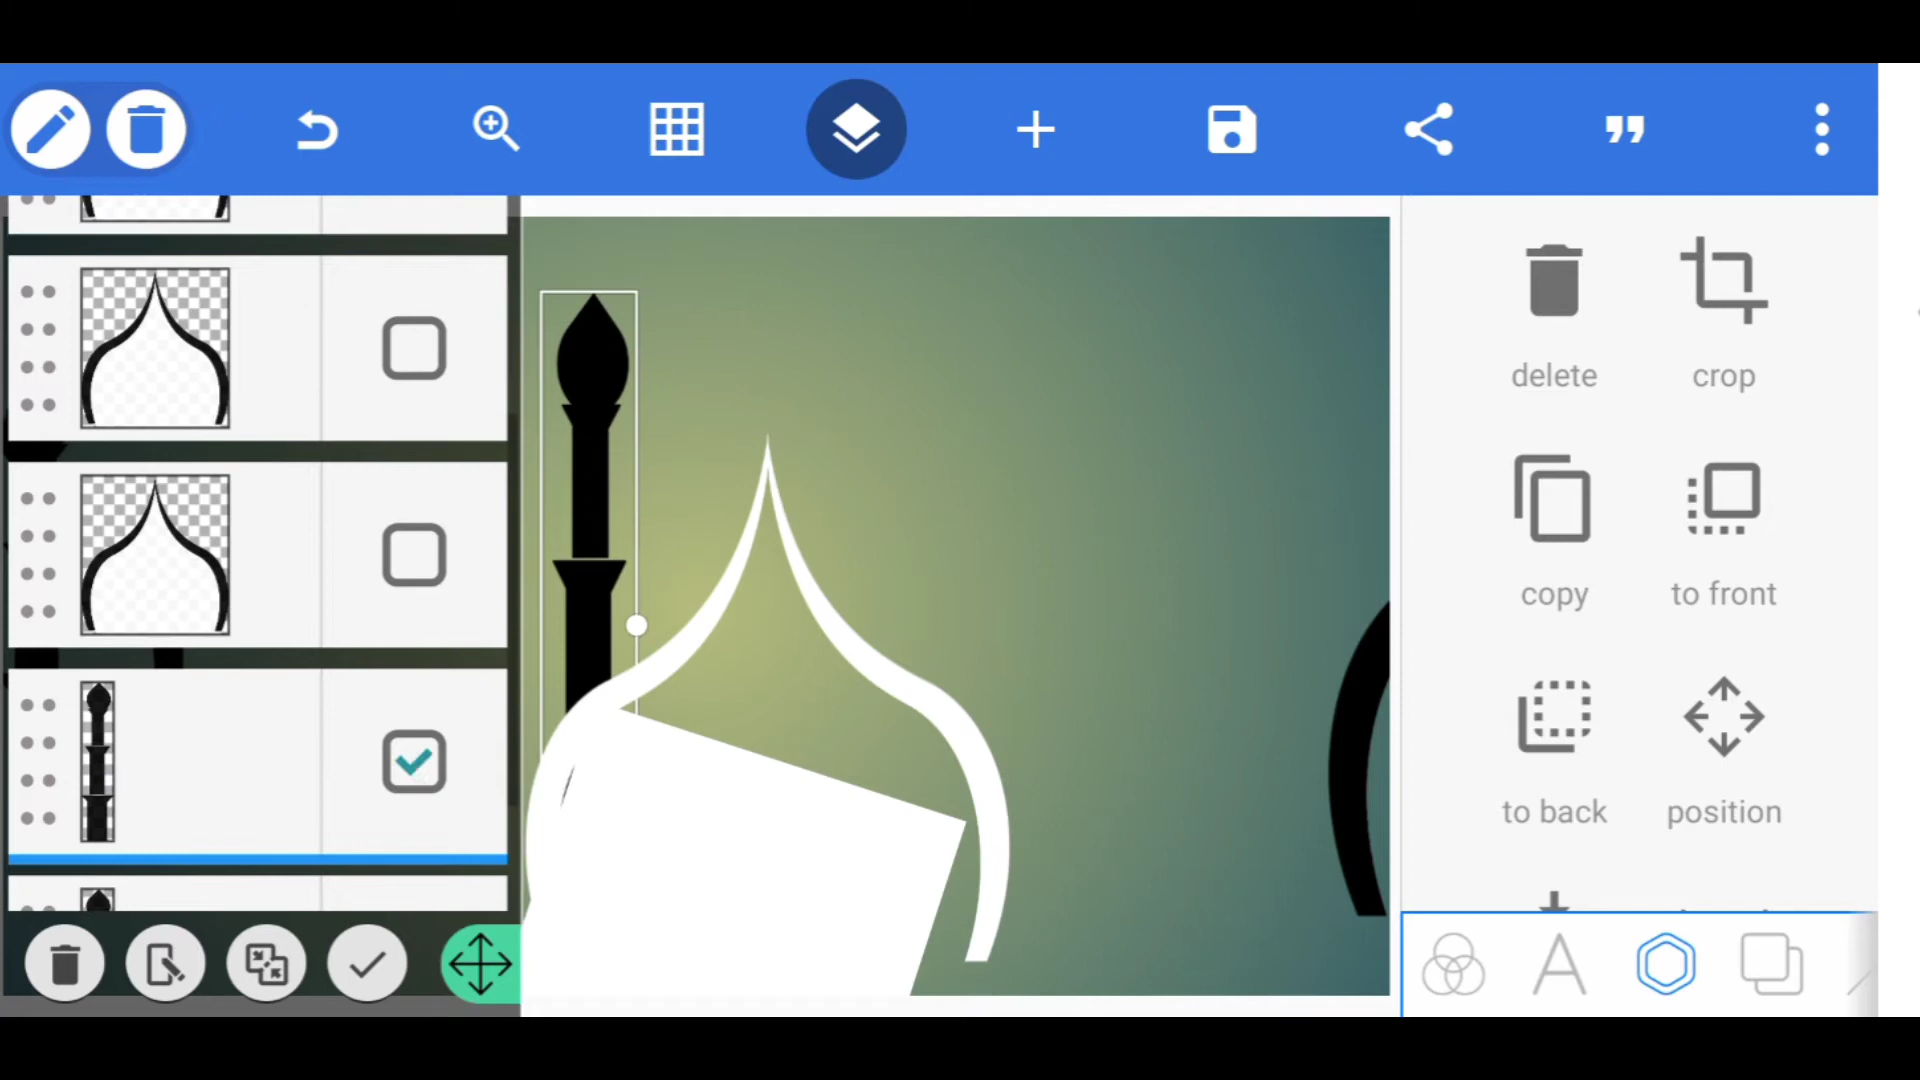 delete
crop
copy
to front
to back
position